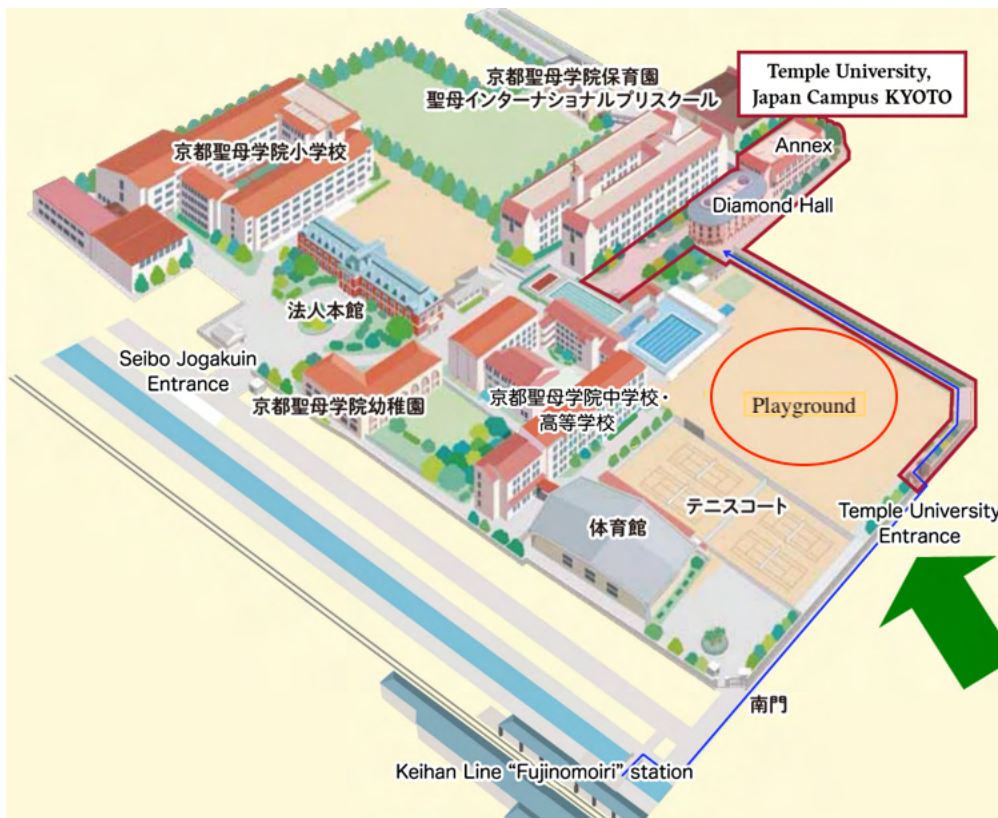 京都聖母学院保育園
聖母インターナショナルプリスクール
Temple University,
Japan Campus KYOTO
京都聖母学院小学校
Annex
Diamond Hall
法人本館
Seibo Jogakuin
Entrance
京都聖母学院幼稚園
京都聖母学院中学校・
高等学校
Playground
テニスコート
体育館
Temple University
Entrance
南門
Keihan Line “Fujinomoiri” station